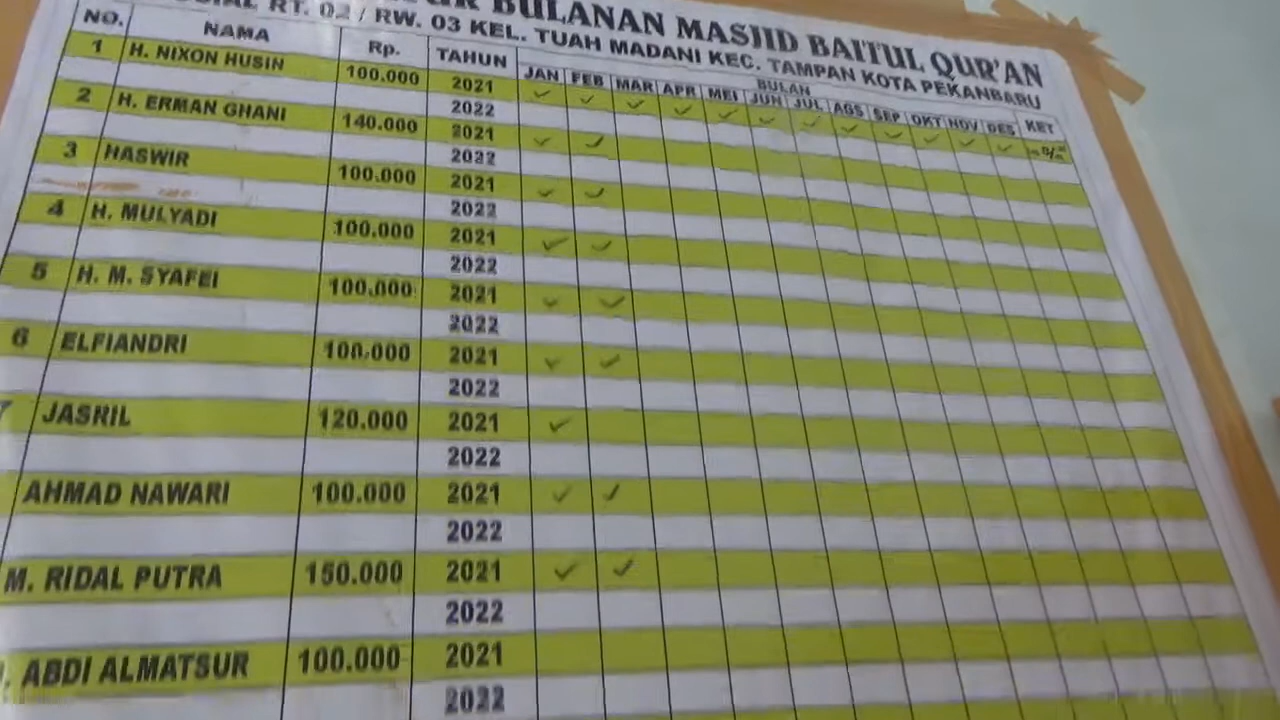 BULANAN MASJID BAITUL QUR'AN
RT. 02 / RW. 03 KEL. TUAH MADANI KEC. TAMPAN KOTA PEKANBARU
NO. NAMA Rp. TAHUN BULAN KET
JAN FEB MAR APR MEI JUN JUL AGS SEP OKT NOV DES
1 H. NIXON HUSIN 100.000 2021
2022
2 H. ERMAN GHANI 140.000 2021
2022
3 HASWIR 100.000 2021
2022
4 H. MULYADI 100.000 2021
2022
5 H. M. SYAFEI 100.000 2021
2022
6 ELFIANDRI 100.000 2021
2022
7 JASRIL 120.000 2021
2022
AHMAD NAWARI 100.000 2021
2022
M. RIDAL PUTRA 150.000 2021
2022
ABDI ALMATSUR 100.000 2021
2022